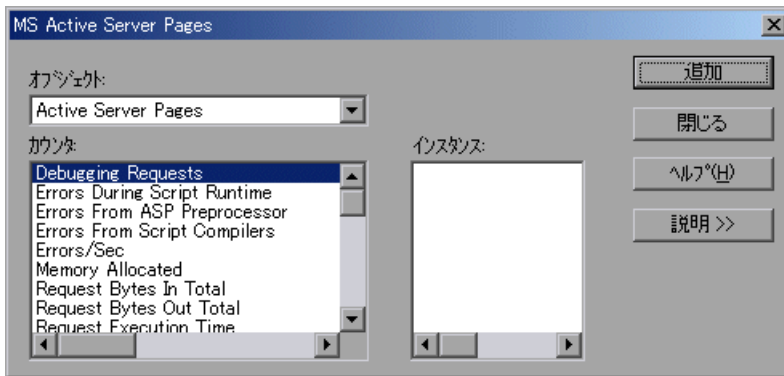 MS Active Server Pages
オブジェクト:
Active Server Pages
カウンタ:
Debugging Requests
Errors During Script Runtime
Errors From ASP Preprocessor
Errors From Script Compilers
Errors/Sec
Memory Allocated
Request Bytes In Total
Request Bytes Out Total
Request Execution Time
インスタンス:
追加
閉じる
ヘルプ(H)
説明 >>